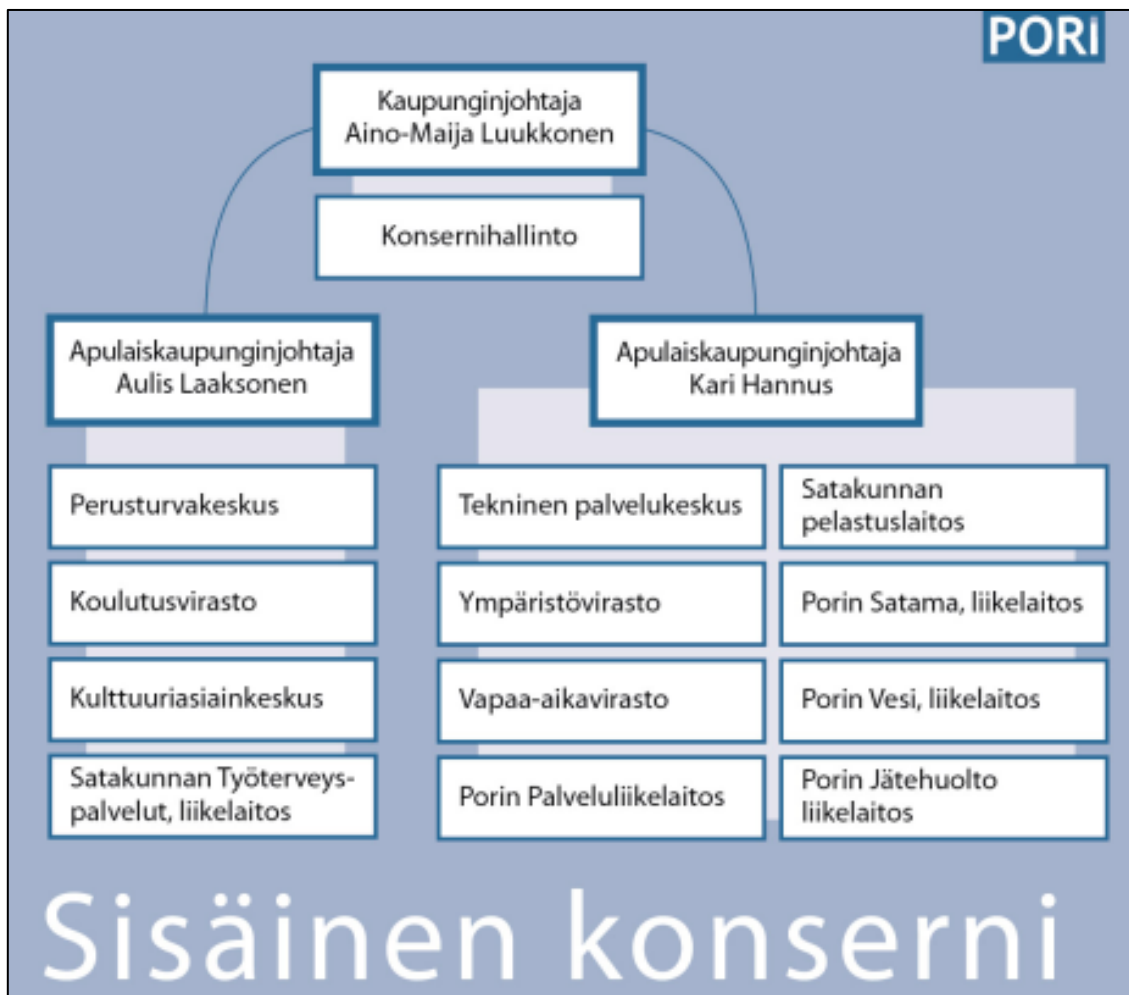 PORI
Kaupunginjohtaja
Aino-Maija Luukkonen
Konsernihallinto
Apulaiskaupunginjohtaja
Aulis Laaksonen
Perusturvakeskus
Koulutusvirasto
Kulttuuriasiainkeskus
Satakunnan Työterveys-
palvelut, liikelaitos
Apulaiskaupunginjohtaja
Kari Hannus
Tekninen palvelukeskus
Ympäristövirasto
Vapaa-aikavirasto
Porin Palveluliikelaitos
Satakunnan
pelastuslaitos
Porin Satama, liikelaitos
Porin Vesi, liikelaitos
Porin Jätehuolto
liikelaitos
Sisäinen konserni